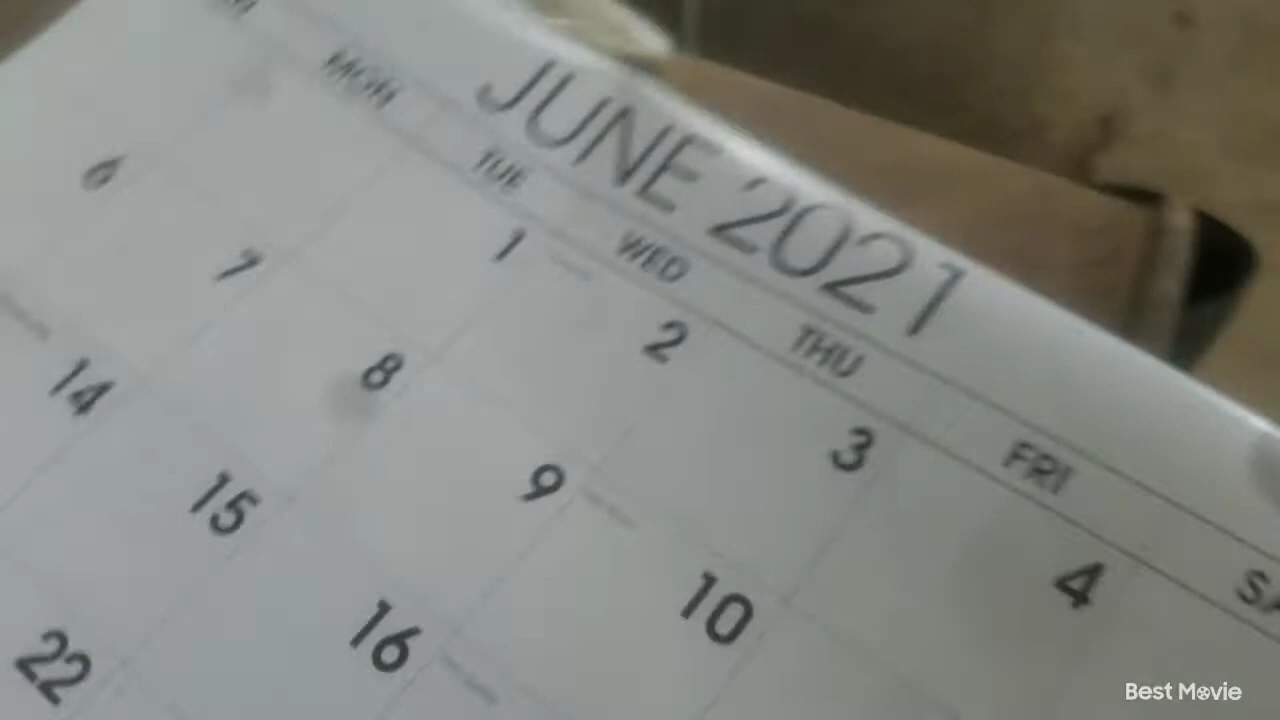 JUNE 2021
MON TUE WED THU FRI SA
1 2 3 4
6 7 8 9 10
14 15 16
22
Best Movie